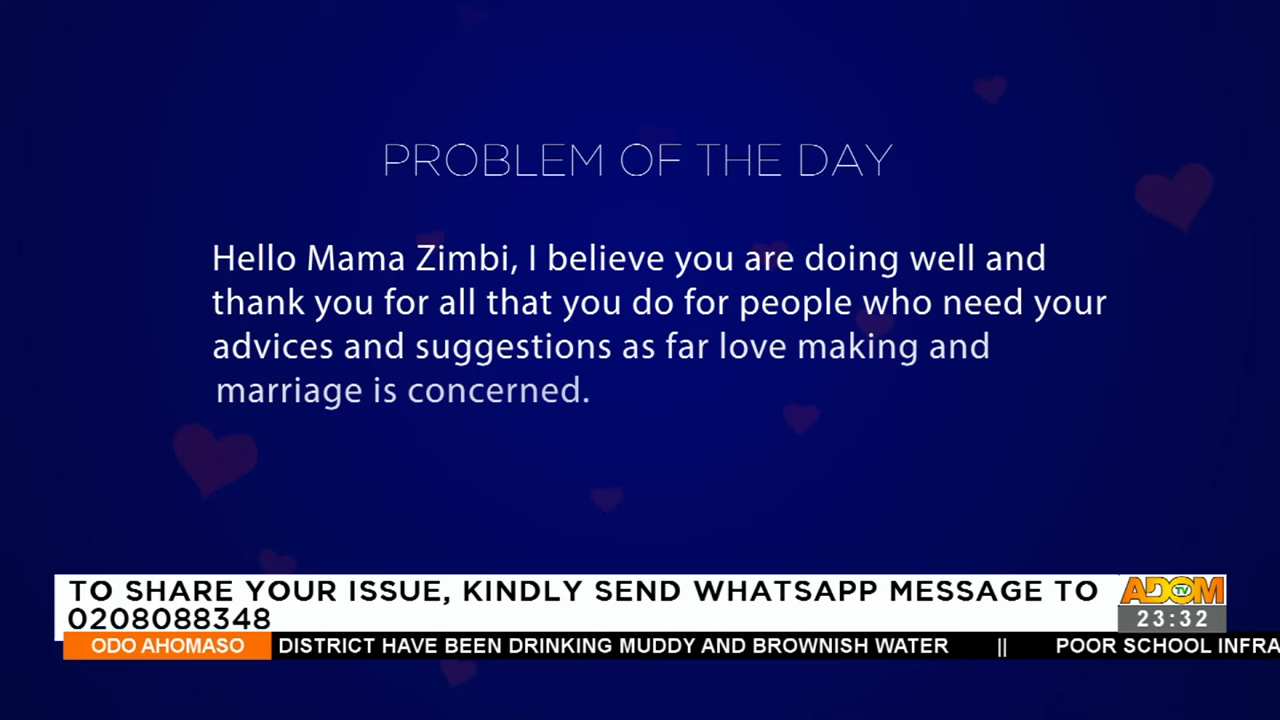 PROBLEM OF THE DAY
Hello Mama Zimbi, I believe you are doing well and
thank you for all that you do for people who need your
advices and suggestions as far love making and
marriage is concerned.
TO SHARE YOUR ISSUE, KINDLY SEND WHATSAPP MESSAGE TO
0208088348
ADOM TV
23:32
ODO AHOMASO
DISTRICT HAVE BEEN DRINKING MUDDY AND BROWNISH WATER || POOR SCHOOL INFRA